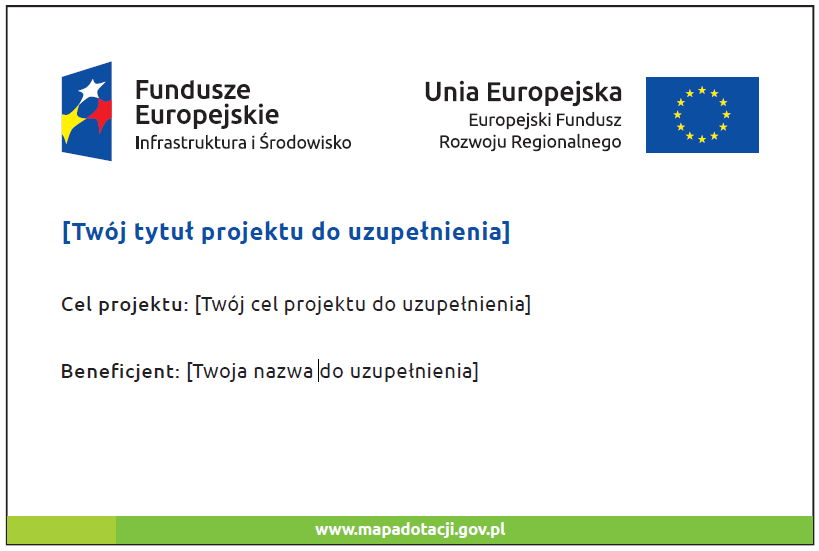 Fundusze
Europejskie
Infrastruktura i Środowisko
Unia Europejska
Europejski Fundusz
Rozwoju Regionalnego
[Twój tytuł projektu do uzupełnienia]
Cel projektu: [Twój cel projektu do uzupełnienia]
Beneficjent: [Twoja nazwa do uzupełnienia]
www.mapadotacji.gov.pl